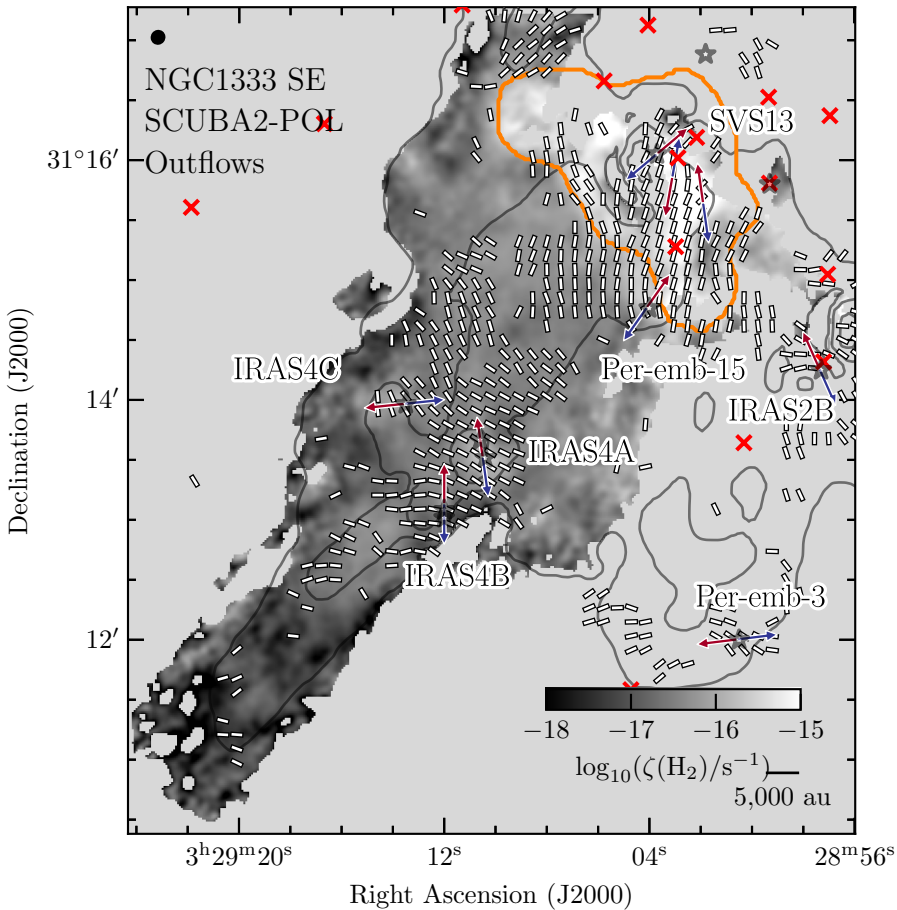 NGC1333 SE
SCUBA2-POL
Outflows
SVS13
IRAS4C
Per-emb-15
IRAS2B
IRAS4A
IRAS4B
Per-emb-3
31°16′
14′
12′
Declination (J2000)
−18 −17 −16 −15
log₁₀(ζ(H₂)/s⁻¹)
5,000 au
3ʰ29ᵐ20ˢ 12ˢ 04ˢ 28ᵐ56ˢ
Right Ascension (J2000)